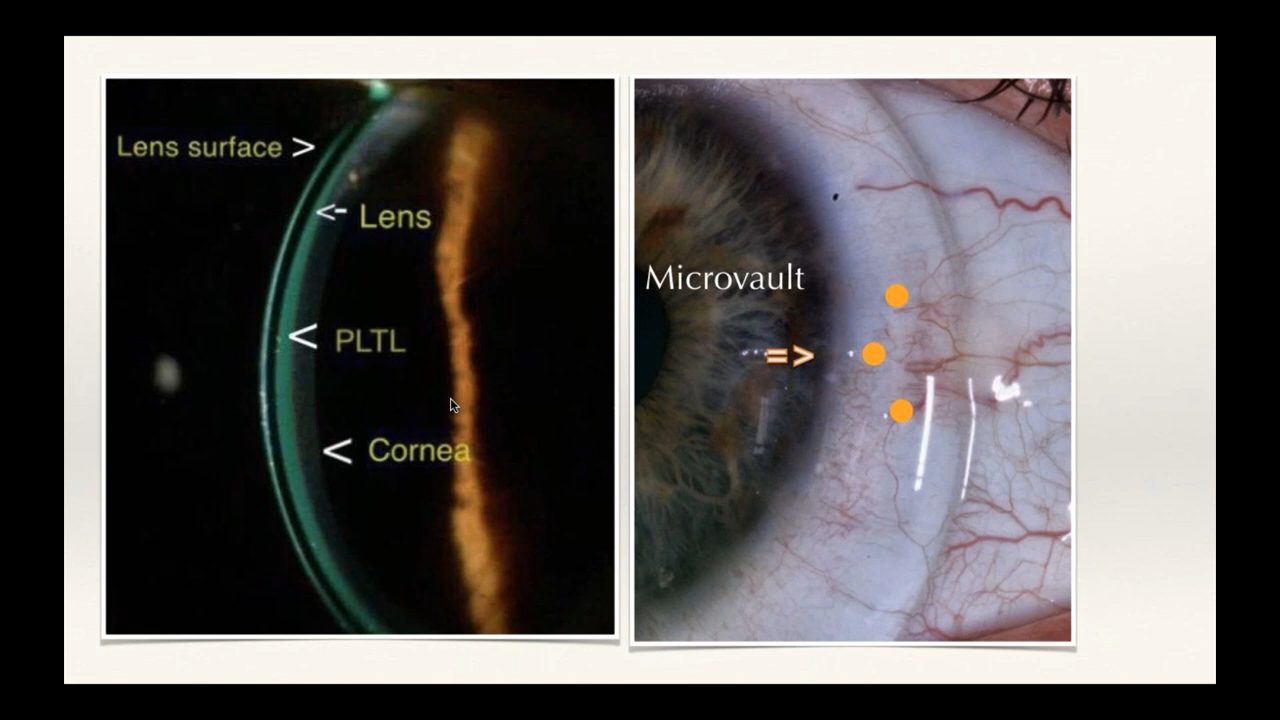 Lens surface >
<- Lens
< PLTL
< Cornea
Microvault
=>